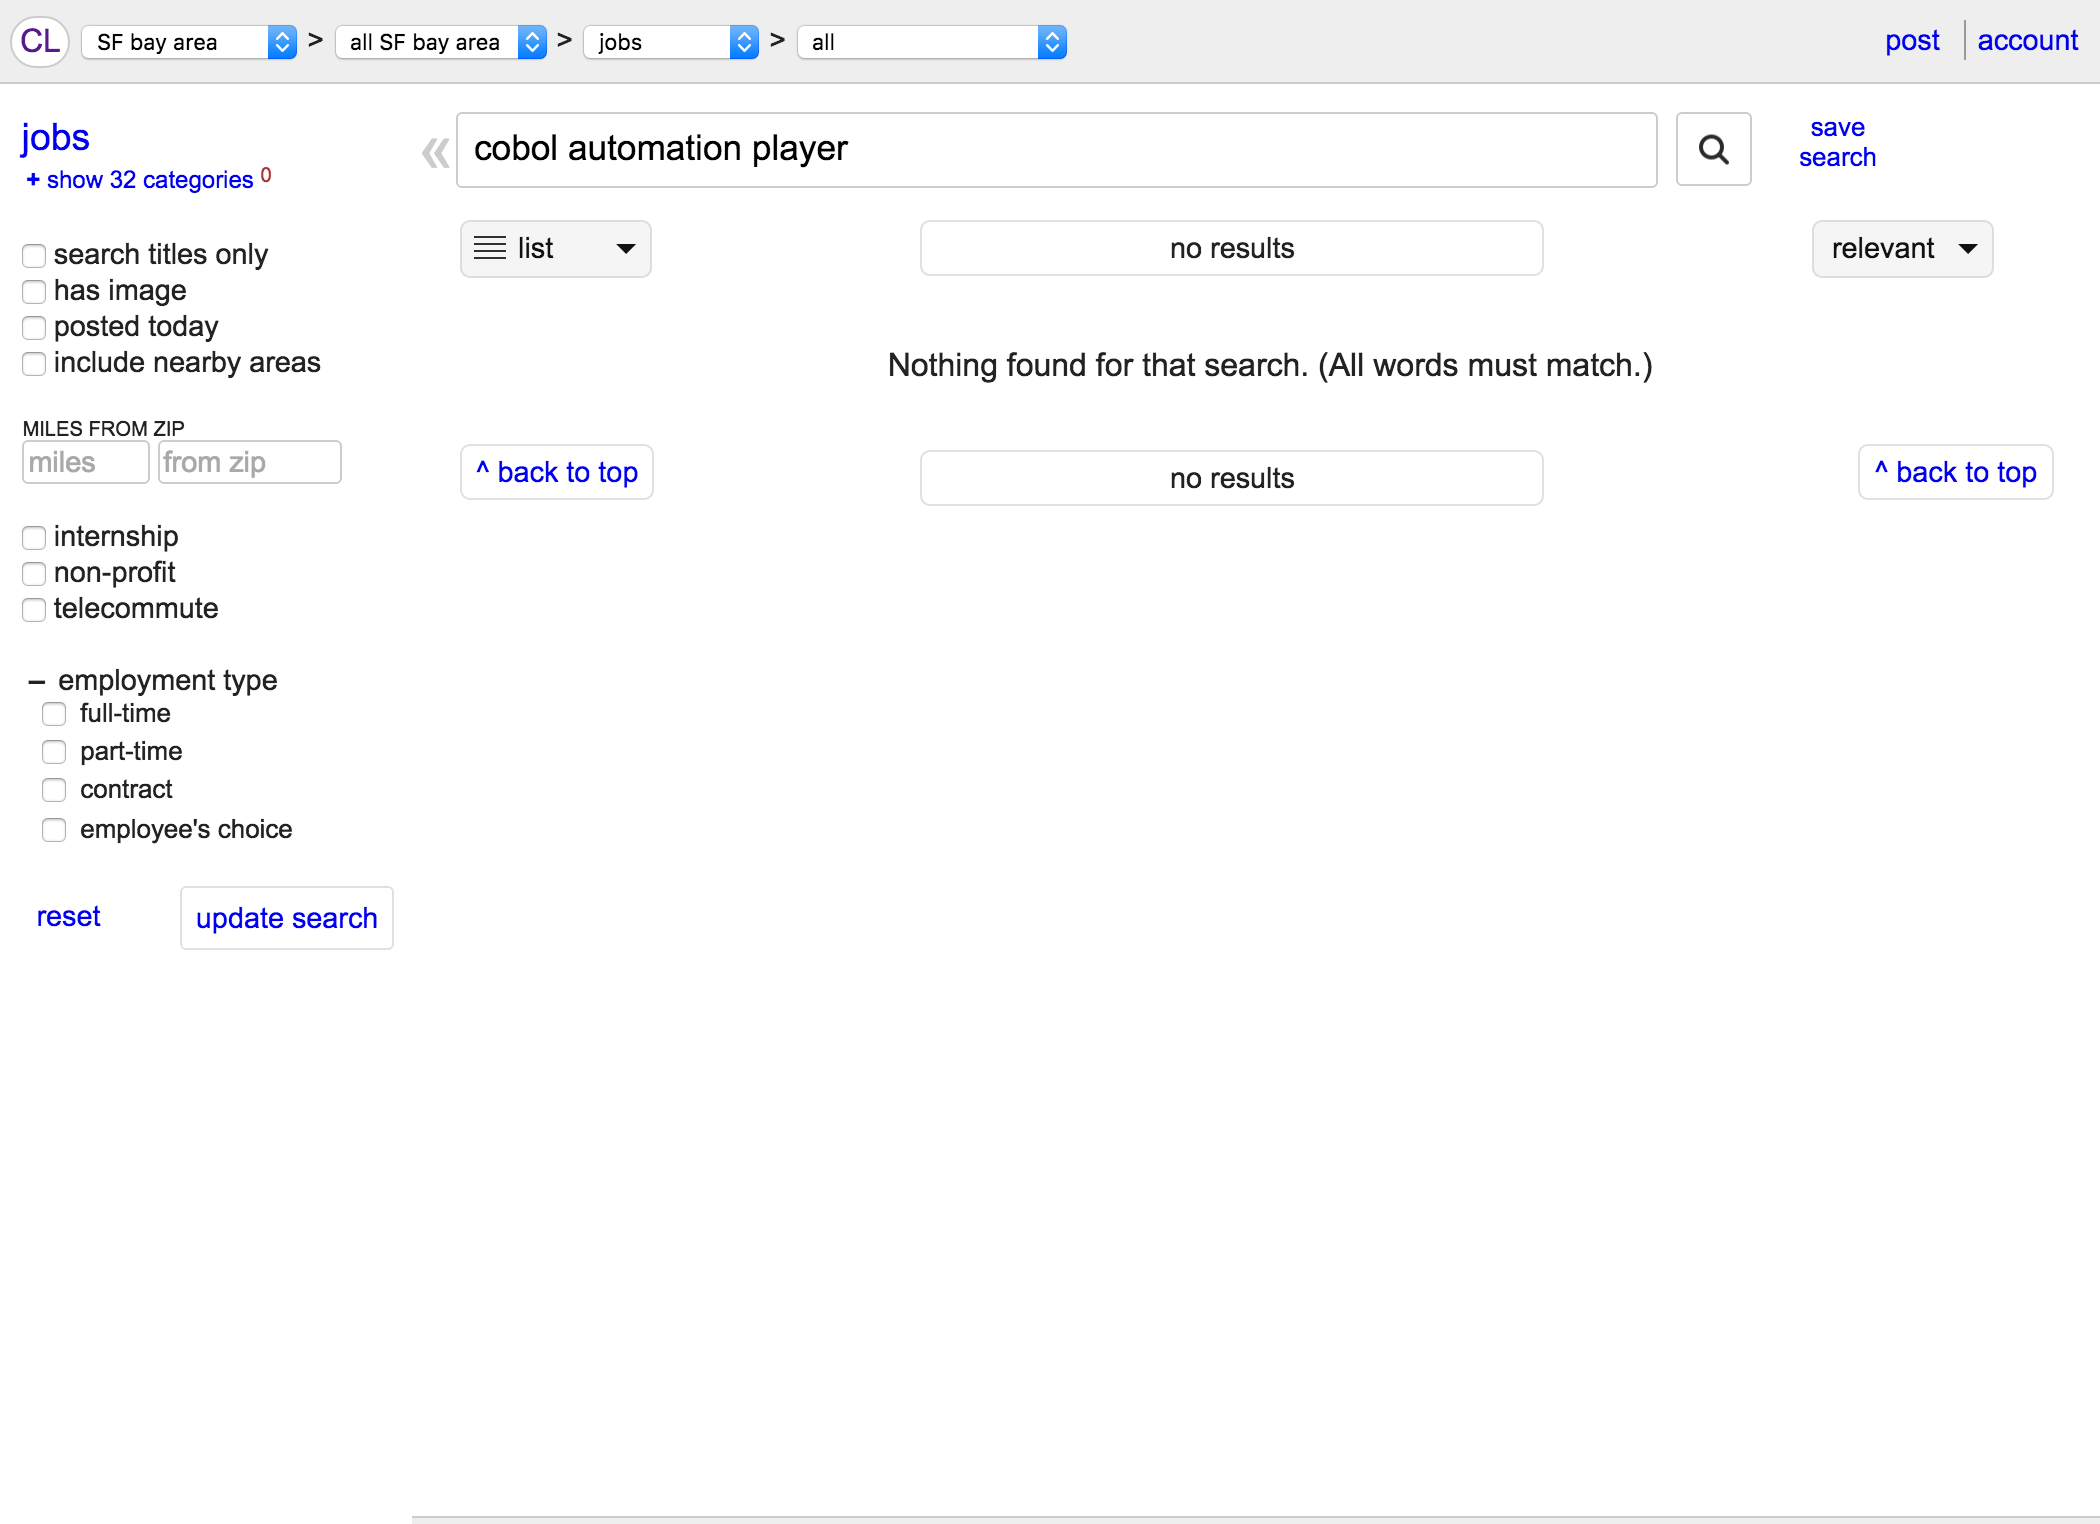 CL SF bay area > all SF bay area > jobs > all post account
jobs
+ show 32 categories 0
« cobol automation player
save
search
search titles only
has image
posted today
include nearby areas
list no results relevant
Nothing found for that search. (All words must match.)
MILES FROM ZIP
miles from zip
^ back to top no results ^ back to top
internship
non-profit
telecommute
– employment type
full-time
part-time
contract
employee's choice
reset update search